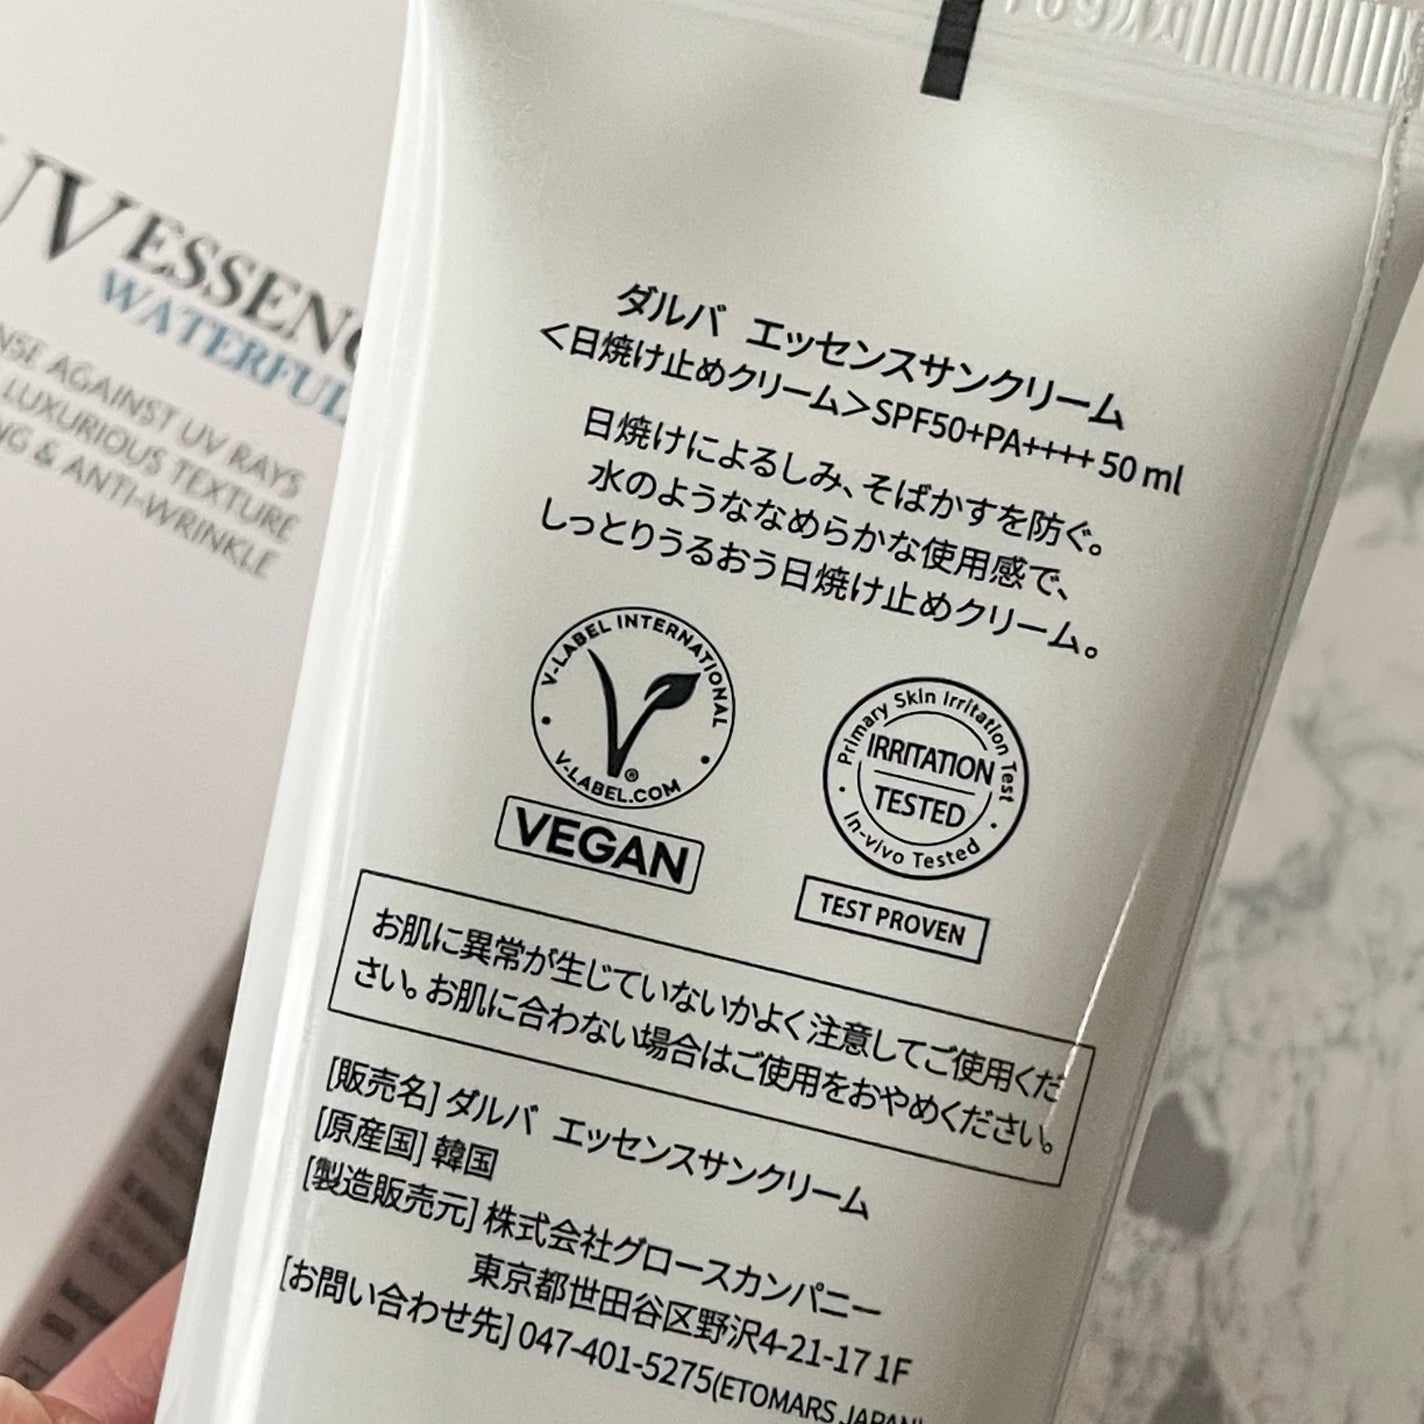 UV ESSENC
WATERFUL
NSE AGAINST UV RAYS
LUXURIOUS TEXTURE
NG & ANTI-WRINKLE
ダルバ エッセンスサンクリーム
<日焼け止めクリーム>SPF50+PA++++ 50 ml
日焼けによるしみ、そばかすを防ぐ。
水のようななめらかな使用感で、
しっとりうるおう日焼け止めクリーム。
V-LABEL INTERNATIONAL
V-LABEL.COM
VEGAN
Primary Skin Irritation Test
IRRITATION
TESTED
In-vivo Tested
TEST PROVEN
お肌に異常が生じていないかよく注意してご使用くだ
さい。お肌に合わない場合はご使用をおやめください。
[販売名] ダルバ エッセンスサンクリーム
[原産国] 韓国
[製造販売元] 株式会社グロースカンパニー
東京都世田谷区野沢4-21-17 1F
[お問い合わせ先] 047-401-5275(ETOMARS JAPAN)